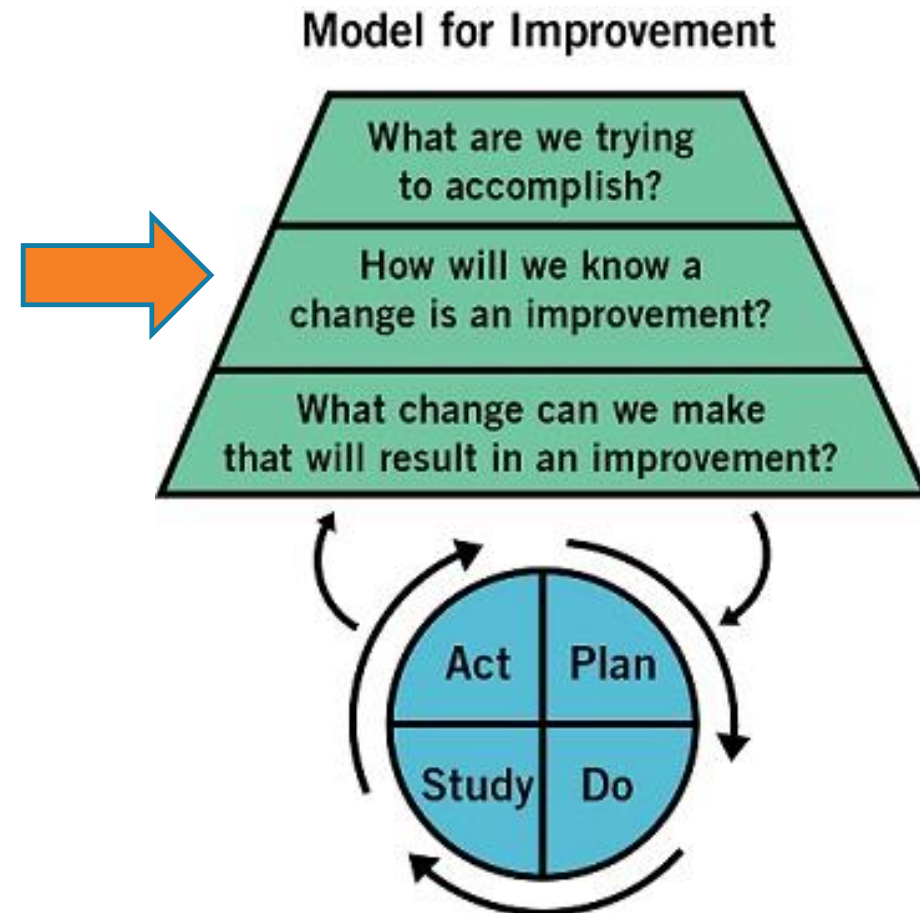 Model for Improvement
What are we trying
to accomplish?
How will we know a
change is an improvement?
What change can we make
that will result in an improvement?
Act
Plan
Study
Do